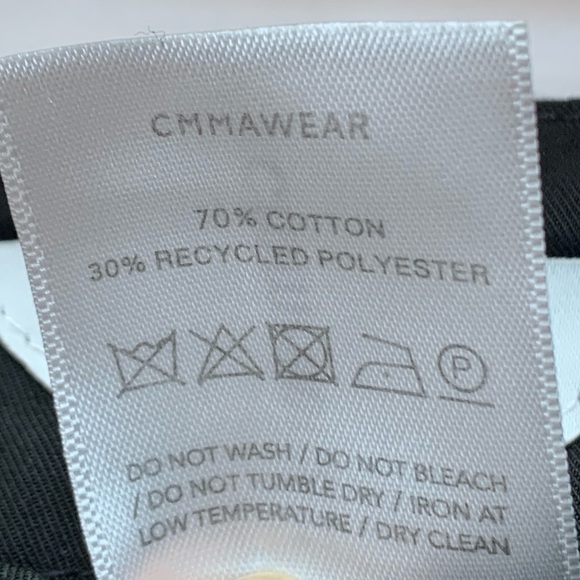 CMMAWEAR
70% COTTON
30% RECYCLED POLYESTER
P
DO NOT WASH / DO NOT BLEACH
/ DO NOT TUMBLE DRY / IRON AT
LOW TEMPERATURE / DRY CLEAN